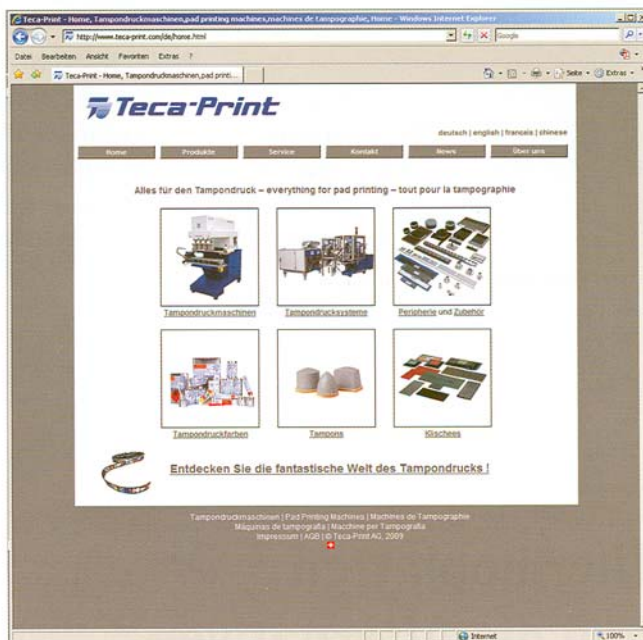 Teca-Print - Home, Tampondruckmaschinen,pad printing machines,machines de tampographie, Home - Windows Internet Explorer
http://www.teca-print.com/de/home.html
Google
Datei Bearbeiten Ansicht Favoriten Extras ?
Teca-Print - Home, Tampondruckmaschinen,pad printi...
Seite Extras
Teca-Print
deutsch | english | francais | chinese
Home Produkte Service Kontakt News Über uns
Alles für den Tampondruck – everything for pad printing – tout pour la tampographie
Tampondruckmaschinen Tampondrucksysteme Peripherie und Zubehör
Tampondruckfarben Tampons Klischees
Entdecken Sie die fantastische Welt des Tampondrucks !
Tampondruckmaschinen | Pad Printing Machines | Machines de Tampographie
Máquinas de tampografía | Macchine per Tampografia
Impressum | AGB | © Teca-Print AG, 2009
Internet 100%